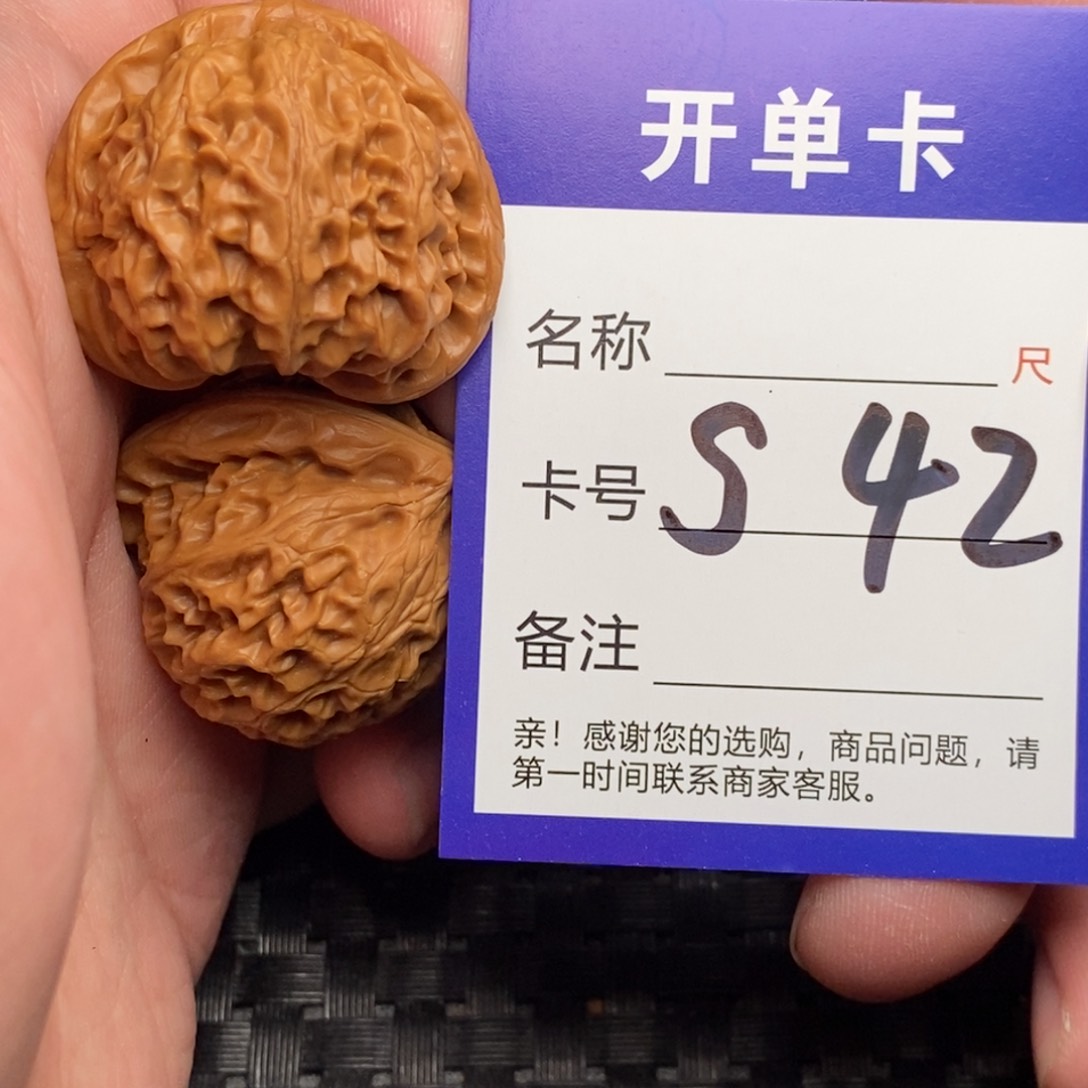 开单卡
名称 尺
卡号 S 42
备注
亲！感谢您的选购，商品问题，请
第一时间联系商家客服。